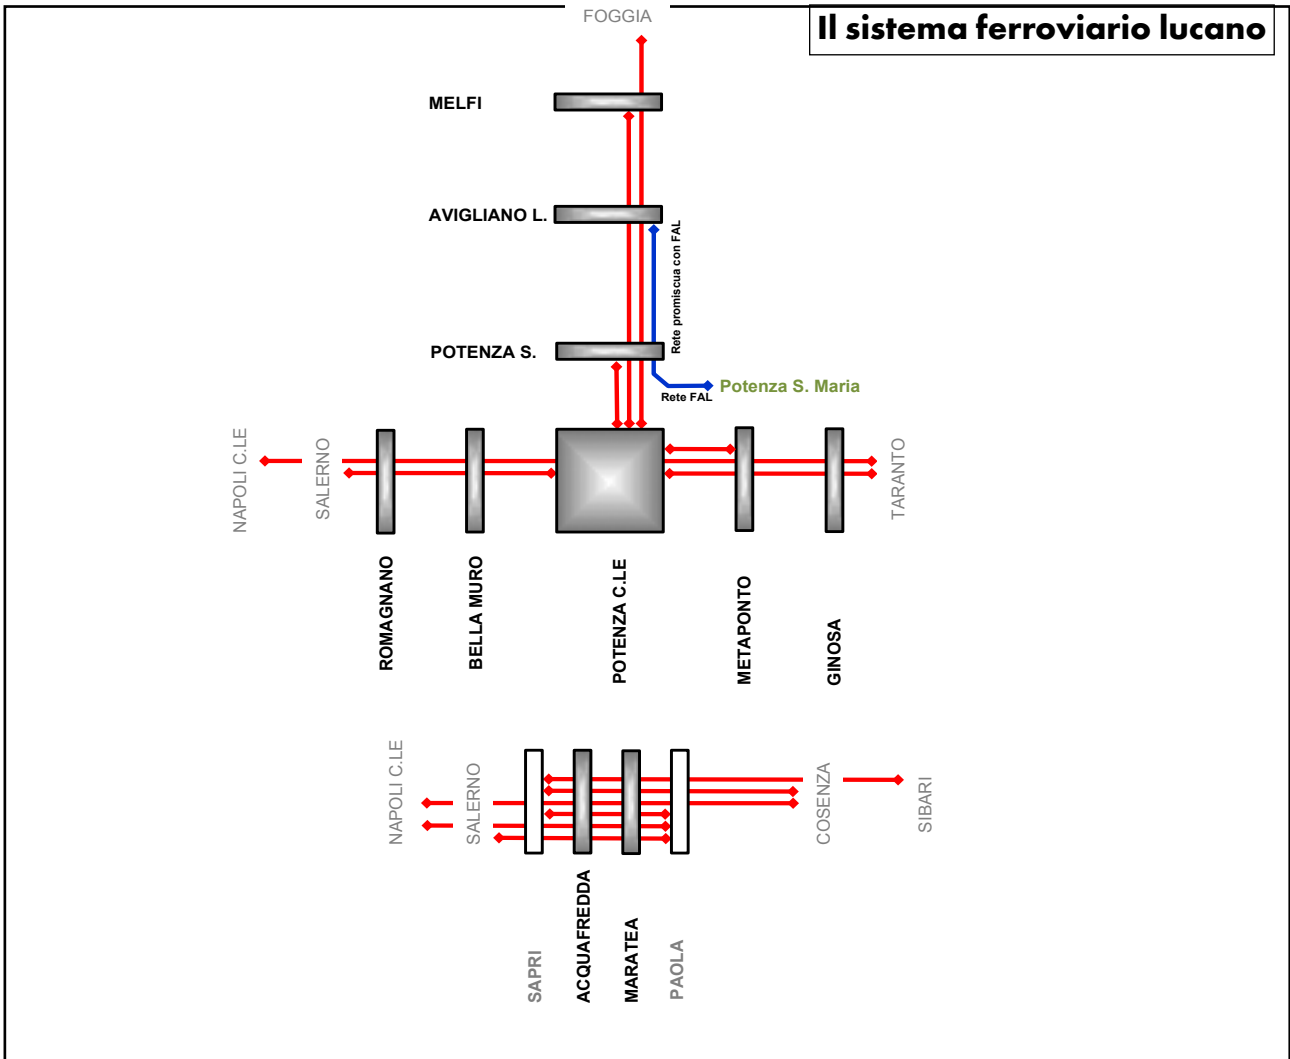 FOGGIA
Il sistema ferroviario lucano
MELFI
AVIGLIANO L.
Rete promiscua con FAL
POTENZA S.
Potenza S. Maria
Rete FAL
NAPOLI C.LE
SALERNO
TARANTO
ROMAGNANO
BELLA MURO
POTENZA C.LE
METAPONTO
GINOSA
NAPOLI C.LE
SALERNO
COSENZA
SIBARI
SAPRI
ACQUAFREDDA
MARATEA
PAOLA